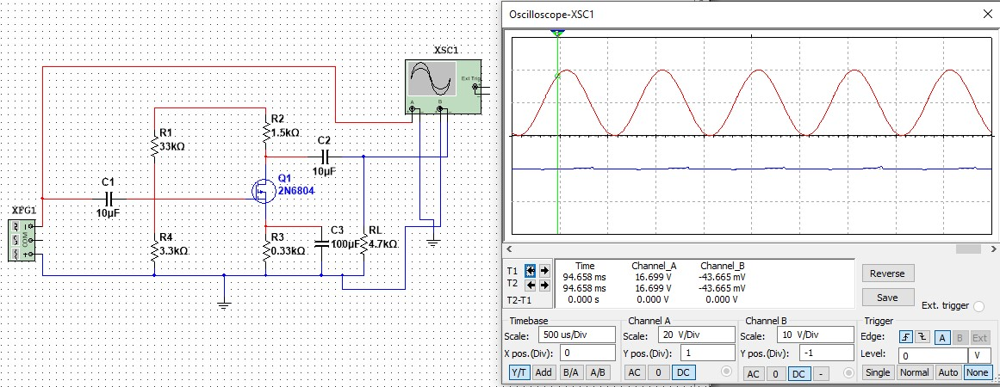 XSC1
Ext Trig
A B
R2
1.5kΩ
R1
33kΩ
C2
10µF
Q1
2N6804
C1
10µF
XFG1
COM
R4
3.3kΩ
R3
0.33kΩ
C3
100µF
RL
4.7kΩ
Oscilloscope-XSC1
Time Channel_A Channel_B
T1 94.658 ms 16.699 V -43.665 mV
T2 94.658 ms 16.699 V -43.665 mV
T2-T1 0.000 s 0.000 V 0.000 V
Reverse
Save
Ext. trigger
Timebase Channel A Channel B Trigger
Scale: 500 us/Div Scale: 20 V/Div Scale: 10 V/Div Edge: A B Ext
X pos.(Div): 0 Y pos.(Div): 1 Y pos.(Div): -1 Level: 0 V
Y/T Add B/A A/B AC 0 DC AC 0 DC - Single Normal Auto None